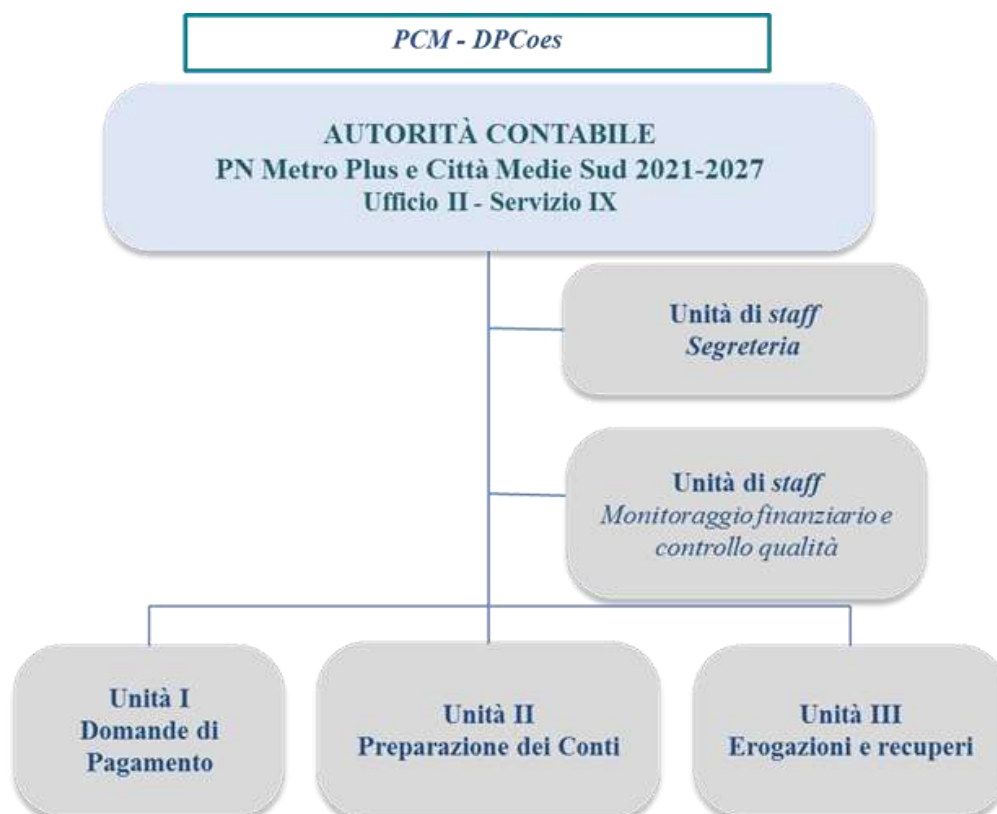 PCM - DPCoes
AUTORITÀ CONTABILE
PN Metro Plus e Città Medie Sud 2021-2027
Ufficio II - Servizio IX
Unità di staff
Segreteria
Unità di staff
Monitoraggio finanziario e
controllo qualità
Unità I
Domande di
Pagamento
Unità II
Preparazione dei Conti
Unità III
Erogazioni e recuperi